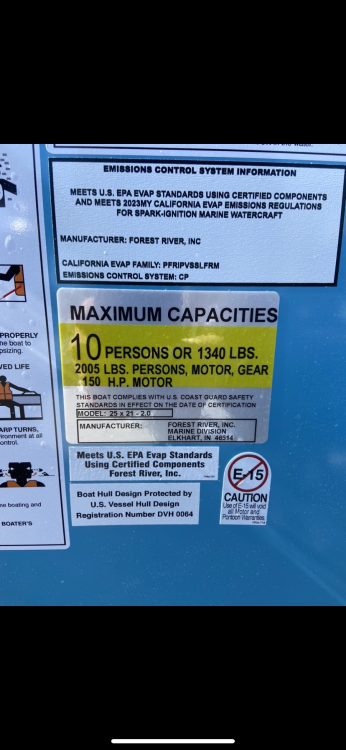 EMISSIONS CONTROL SYSTEM INFORMATION
MEETS U.S. EPA EVAP STANDARDS USING CERTIFIED COMPONENTS
AND MEETS 2023MY CALIFORNIA EVAP EMISSIONS REGULATIONS
FOR SPARK-IGNITION MARINE WATERCRAFT
MANUFACTURER: FOREST RIVER, INC
CALIFORNIA EVAP FAMILY: PFRIPVSSLFRM
EMISSIONS CONTROL SYSTEM: CP
PROPERLY
he boat to
psizing.
VED LIFE
ARP TURNS,
ironment at all
ontrol.
ew boating and
BOATER'S
MAXIMUM CAPACITIES
10 PERSONS OR 1340 LBS.
2005 LBS. PERSONS, MOTOR, GEAR
150 H.P. MOTOR
THIS BOAT COMPLIES WITH U.S. COAST GUARD SAFETY
STANDARDS IN EFFECT ON THE DATE OF CERTIFICATION
MODEL: 25 x 21 - 2.0
MANUFACTURER: FOREST RIVER, INC.
MARINE DIVISION
ELKHART, IN 46514
Meets U.S. EPA Evap Standards
Using Certified Components
Forest River, Inc.
Boat Hull Design Protected by
U.S. Vessel Hull Design
Registration Number DVH 0064
E-15
CAUTION
Use of E-15 will void
all Motor and
Pontoon Warranties